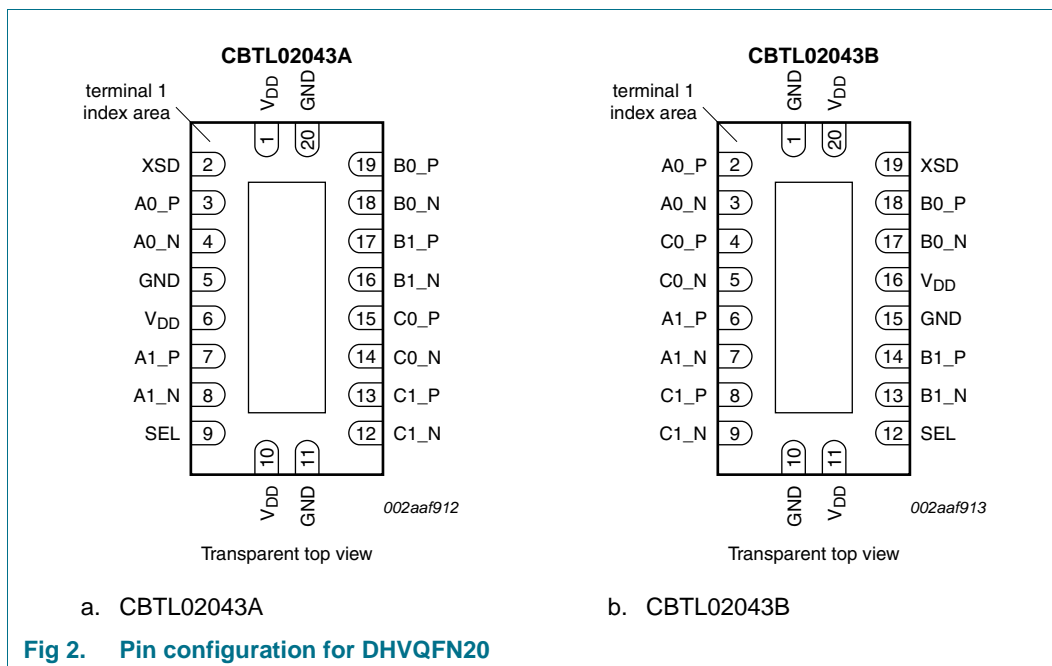 CBTL02043A
terminal 1
index area
VDD
GND
1
20
XSD 2
19 B0_P
A0_P 3
18 B0_N
A0_N 4
17 B1_P
GND 5
16 B1_N
VDD 6
15 C0_P
A1_P 7
14 C0_N
A1_N 8
13 C1_P
SEL 9
12 C1_N
10
11
VDD
GND
002aaf912
Transparent top view
a. CBTL02043A
CBTL02043B
terminal 1
index area
GND
VDD
1
20
A0_P 2
19 XSD
A0_N 3
18 B0_P
C0_P 4
17 B0_N
C0_N 5
16 VDD
A1_P 6
15 GND
A1_N 7
14 B1_P
C1_P 8
13 B1_N
C1_N 9
12 SEL
10
11
GND
VDD
002aaf913
Transparent top view
b. CBTL02043B
Fig 2. Pin configuration for DHVQFN20